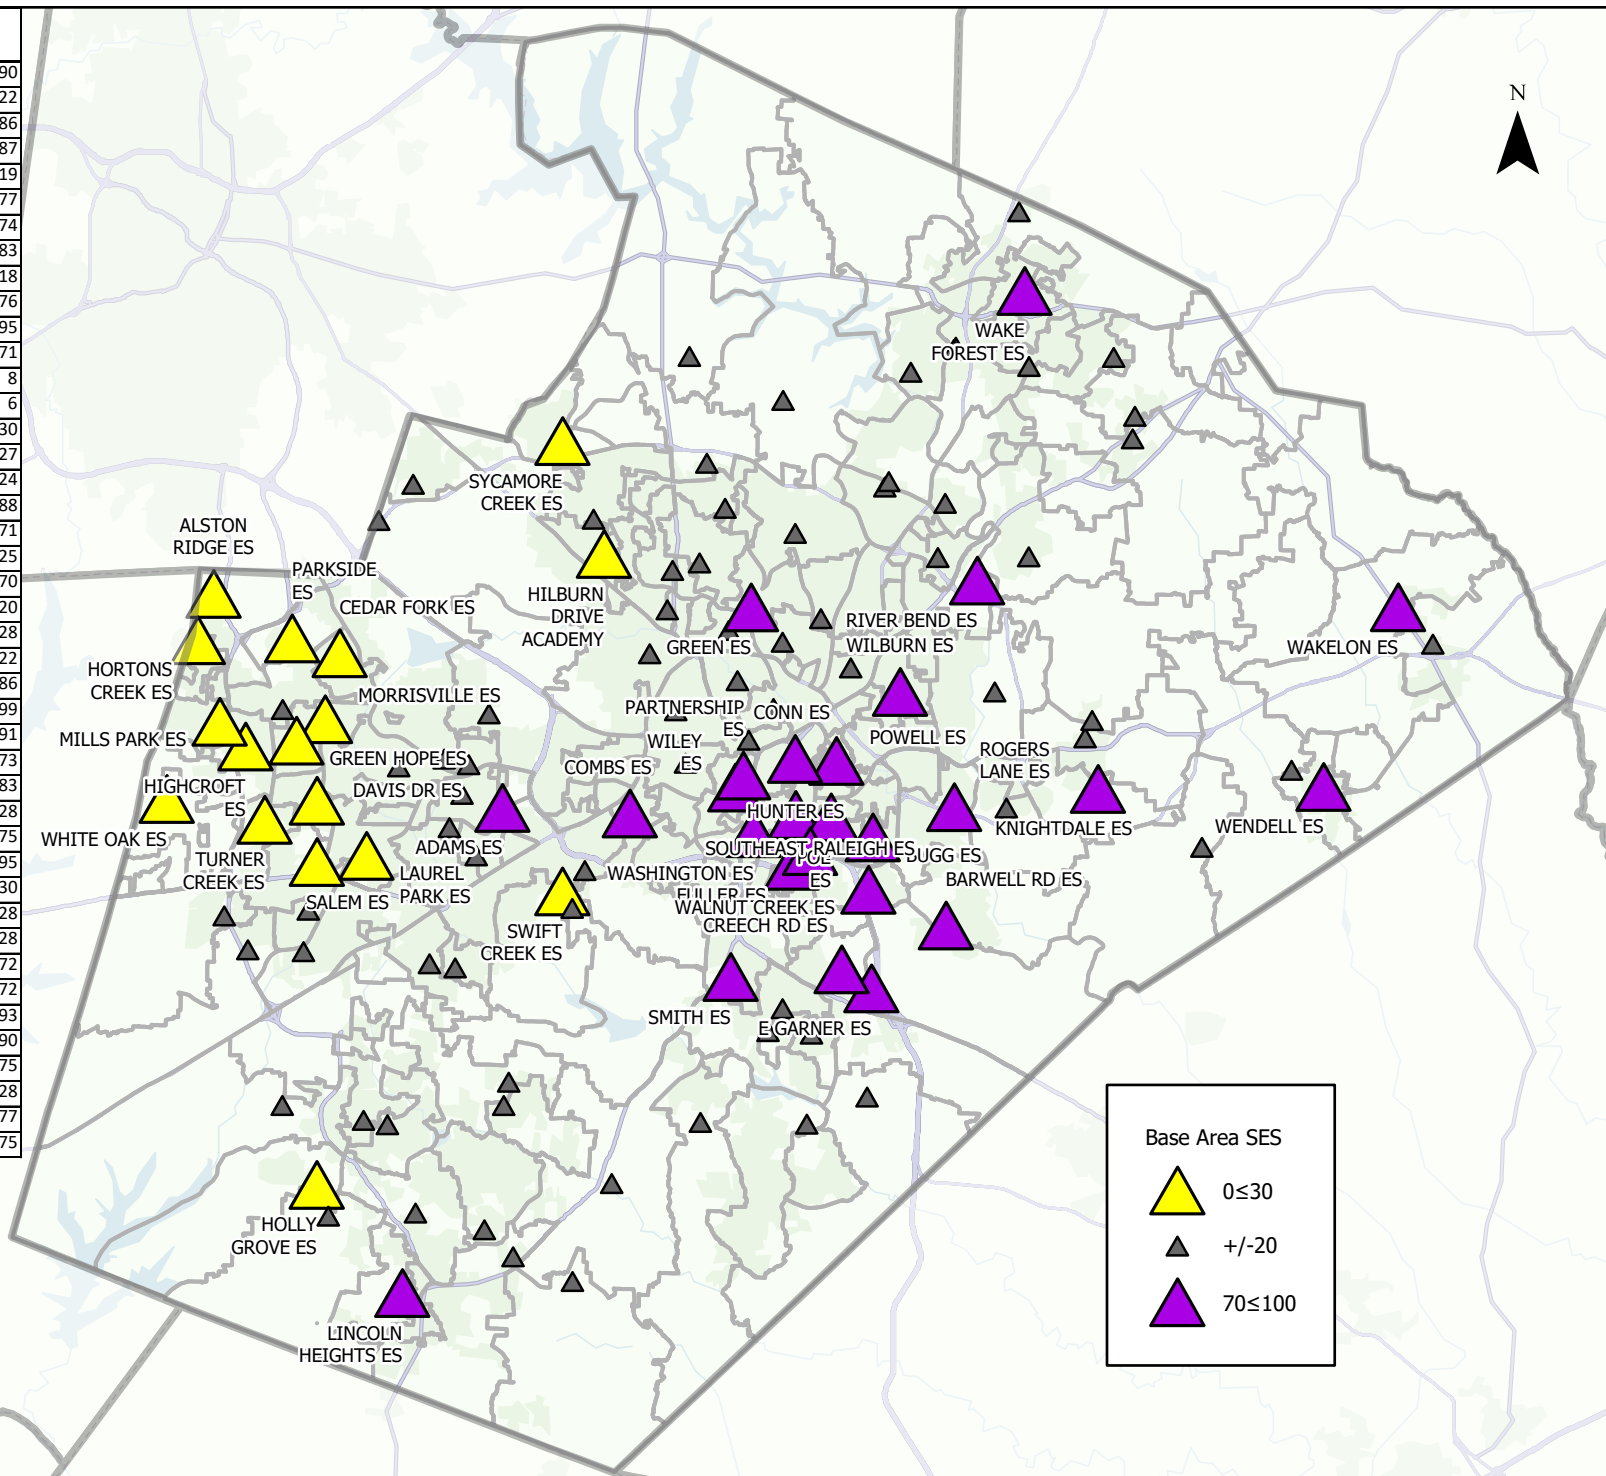 90
22
86
87
19
77
74
83
18
76
95
71
8
6
30
27
24
88
71
25
70
20
28
22
86
99
91
73
83
28
75
95
30
28
28
72
72
93
90
75
28
77
75
N
WAKE
FOREST ES
SYCAMORE
CREEK ES
ALSTON
RIDGE ES
PARKSIDE
ES
CEDAR FORK ES
HILBURN
DRIVE
ACADEMY
GREEN ES
RIVER BEND ES
WILBURN ES
WAKELON ES
HORTONS
CREEK ES
MORRISVILLE ES
PARTNERSHIP
ES
CONN ES
MILLS PARK ES
GREEN HOPE ES
WILEY
ES
POWELL ES
ROGERS
LANE ES
COMBS ES
HIGHCROFT
ES
DAVIS DR ES
HUNTER ES
KNIGHTDALE ES
WENDELL ES
WHITE OAK ES
ADAMS ES
SOUTHEAST RALEIGH ES
BUGG ES
POE
ES
TURNER
CREEK ES
LAUREL
PARK ES
WASHINGTON ES
BARWELL RD ES
SALEM ES
FULLER ES
WALNUT CREEK ES
CREECH RD ES
SWIFT
CREEK ES
SMITH ES
E GARNER ES
HOLLY
GROVE ES
LINCOLN
HEIGHTS ES
Base Area SES
0≤30
+/-20
70≤100